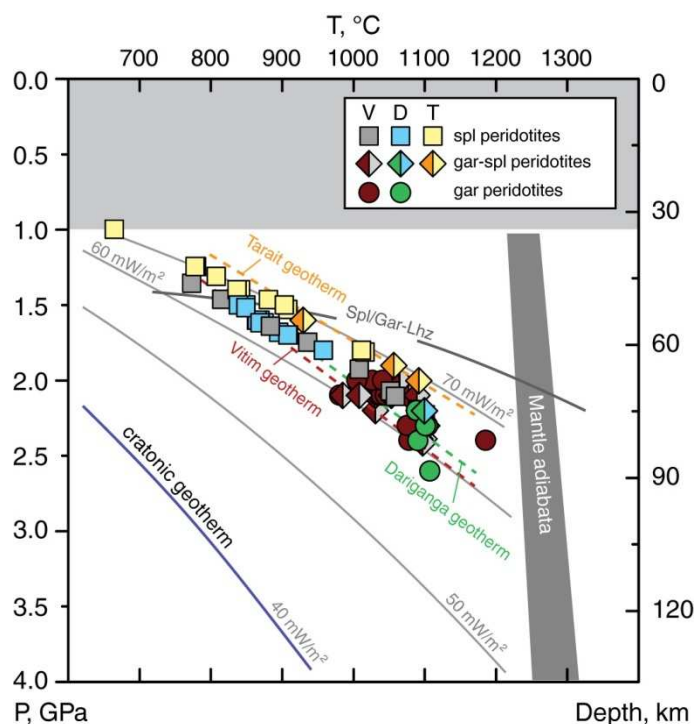 T, °C
700 800 900 1000 1100 1200 1300
V D T
spl peridotites
gar-spl peridotites
gar peridotites
0.0
0.5
1.0
1.5
2.0
2.5
3.0
3.5
4.0
0
30
60
90
120
60 mW/m²
Tarait geotherm
Spl/Gar-Lhz
Vitim geotherm
70 mW/m²
Dariganga geotherm
Mantle adiabata
cratonic geotherm
40 mW/m²
50 mW/m²
P, GPa
Depth, km